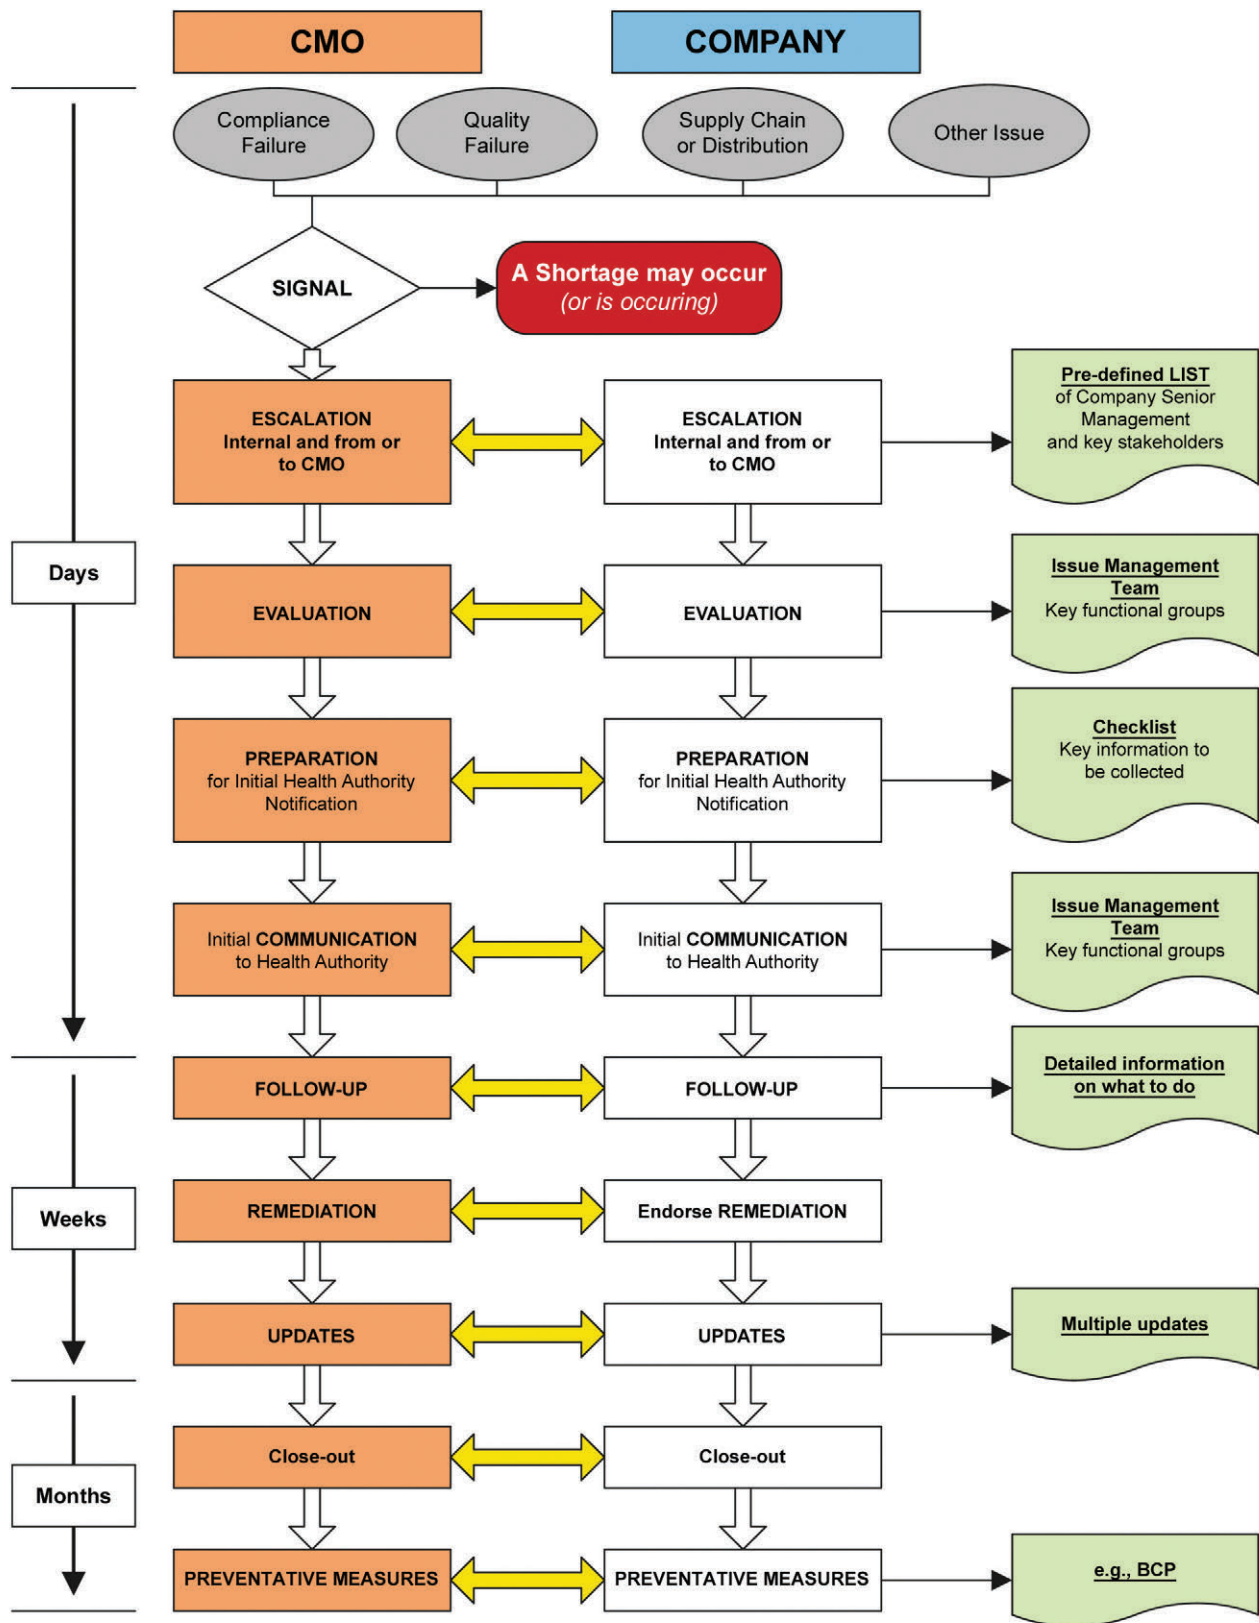 CMO
COMPANY
Compliance
Failure
Quality
Failure
Supply Chain
or Distribution
Other Issue
SIGNAL
A Shortage may occur
(or is occuring)
ESCALATION
Internal and from or
to CMO
ESCALATION
Internal and from or
to CMO
Pre-defined LIST
of Company Senior
Management
and key stakeholders
Days
EVALUATION
EVALUATION
Issue Management
Team
Key functional groups
PREPARATION
for Initial Health Authority
Notification
PREPARATION
for Initial Health Authority
Notification
Checklist
Key information to
be collected
Initial COMMUNICATION
to Health Authority
Initial COMMUNICATION
to Health Authority
Issue Management
Team
Key functional groups
FOLLOW-UP
FOLLOW-UP
Detailed information
on what to do
Weeks
REMEDIATION
Endorse REMEDIATION
UPDATES
UPDATES
Multiple updates
Months
Close-out
Close-out
PREVENTATIVE MEASURES
PREVENTATIVE MEASURES
e.g., BCP